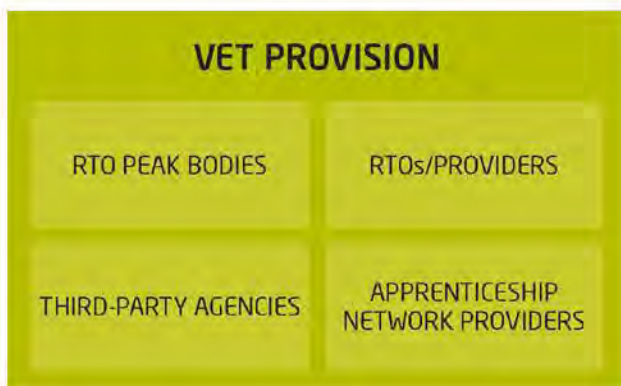 VET PROVISION
RTO PEAK BODIES
RTOs/PROVIDERS
THIRD-PARTY AGENCIES
APPRENTICESHIP
NETWORK PROVIDERS